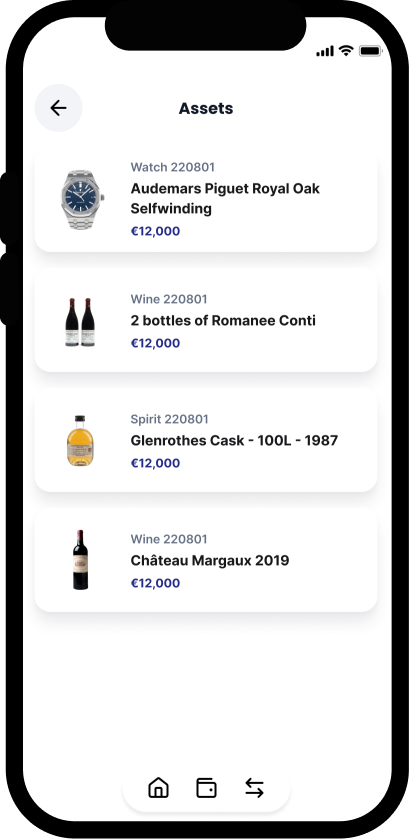 Assets
Watch 220801
Audemars Piguet Royal Oak
Selfwinding
€12,000
Wine 220801
2 bottles of Romanee Conti
€12,000
Spirit 220801
Glenrothes Cask - 100L - 1987
€12,000
Wine 220801
Château Margaux 2019
€12,000